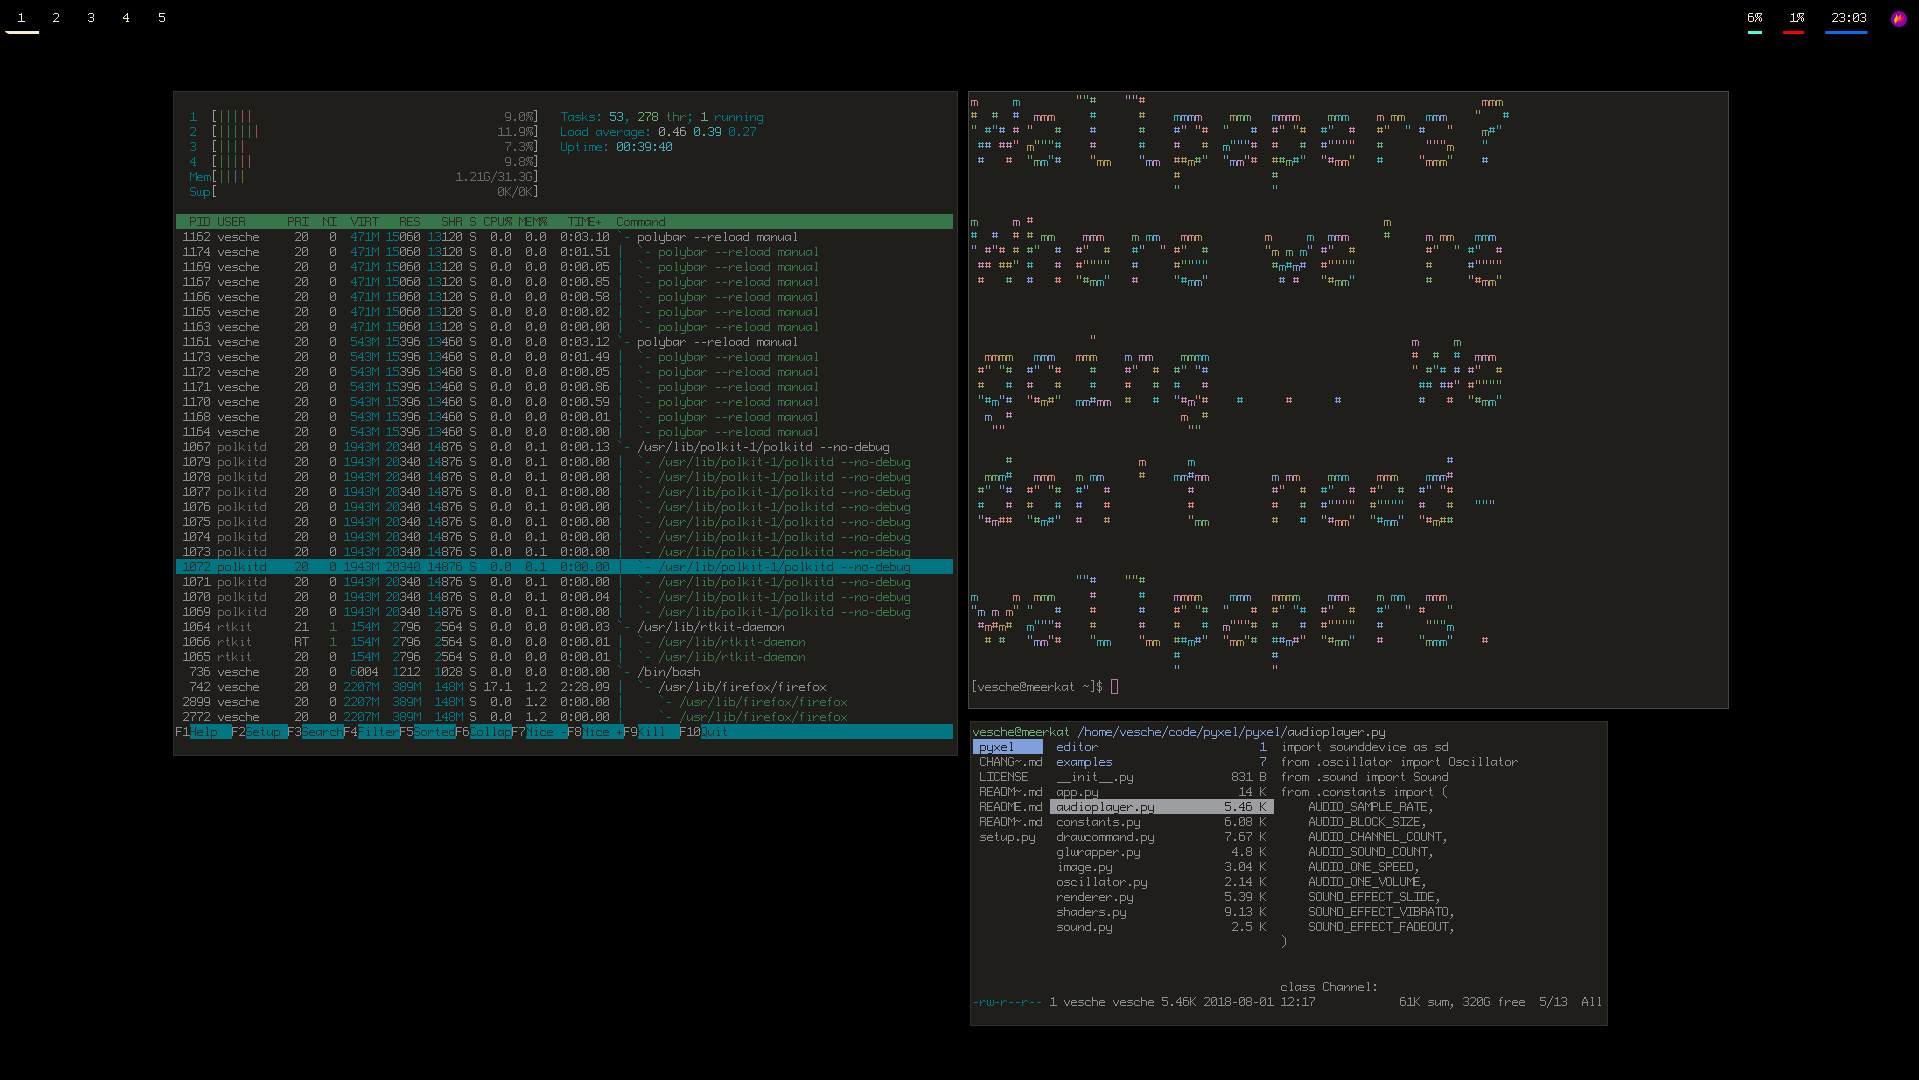 1 2 3 4 5
6% 1% 23:03
1 [||||| 9.0%] Tasks: 53, 278 thr; 1 running
2 [|||||| 11.9%] Load average: 0.46 0.39 0.27
3 [|||| 7.3%] Uptime: 00:39:40
4 [||||| 9.8%]
Mem[|||| 1.21G/31.3G]
Swp[ 0K/0K]
PID USER PRI NI VIRT RES SHR S CPU% MEM% TIME+ Command
1162 vesche 20 0 471M 15060 13120 S 0.0 0.0 0:03.10 `- polybar --reload manual
1174 vesche 20 0 471M 15060 13120 S 0.0 0.0 0:01.51 | `- polybar --reload manual
1169 vesche 20 0 471M 15060 13120 S 0.0 0.0 0:00.05 | `- polybar --reload manual
1167 vesche 20 0 471M 15060 13120 S 0.0 0.0 0:00.85 | `- polybar --reload manual
1166 vesche 20 0 471M 15060 13120 S 0.0 0.0 0:00.58 | `- polybar --reload manual
1165 vesche 20 0 471M 15060 13120 S 0.0 0.0 0:00.02 | `- polybar --reload manual
1163 vesche 20 0 471M 15060 13120 S 0.0 0.0 0:00.00 | `- polybar --reload manual
1161 vesche 20 0 543M 15396 13460 S 0.0 0.0 0:03.12 `- polybar --reload manual
1173 vesche 20 0 543M 15396 13460 S 0.0 0.0 0:01.49 | `- polybar --reload manual
1172 vesche 20 0 543M 15396 13460 S 0.0 0.0 0:00.05 | `- polybar --reload manual
1171 vesche 20 0 543M 15396 13460 S 0.0 0.0 0:00.86 | `- polybar --reload manual
1170 vesche 20 0 543M 15396 13460 S 0.0 0.0 0:00.59 | `- polybar --reload manual
1168 vesche 20 0 543M 15396 13460 S 0.0 0.0 0:00.01 | `- polybar --reload manual
1164 vesche 20 0 543M 15396 13460 S 0.0 0.0 0:00.00 | `- polybar --reload manual
1067 polkitd 20 0 1943M 20340 14876 S 0.0 0.1 0:00.13 `- /usr/lib/polkit-1/polkitd --no-debug
1079 polkitd 20 0 1943M 20340 14876 S 0.0 0.1 0:00.00 | `- /usr/lib/polkit-1/polkitd --no-debug
1078 polkitd 20 0 1943M 20340 14876 S 0.0 0.1 0:00.00 | `- /usr/lib/polkit-1/polkitd --no-debug
1077 polkitd 20 0 1943M 20340 14876 S 0.0 0.1 0:00.00 | `- /usr/lib/polkit-1/polkitd --no-debug
1076 polkitd 20 0 1943M 20340 14876 S 0.0 0.1 0:00.00 | `- /usr/lib/polkit-1/polkitd --no-debug
1075 polkitd 20 0 1943M 20340 14876 S 0.0 0.1 0:00.00 | `- /usr/lib/polkit-1/polkitd --no-debug
1074 polkitd 20 0 1943M 20340 14876 S 0.0 0.1 0:00.00 | `- /usr/lib/polkit-1/polkitd --no-debug
1073 polkitd 20 0 1943M 20340 14876 S 0.0 0.1 0:00.00 | `- /usr/lib/polkit-1/polkitd --no-debug
1072 polkitd 20 0 1943M 20340 14876 S 0.0 0.1 0:00.00 | `- /usr/lib/polkit-1/polkitd --no-debug
1071 polkitd 20 0 1943M 20340 14876 S 0.0 0.1 0:00.00 | `- /usr/lib/polkit-1/polkitd --no-debug
1070 polkitd 20 0 1943M 20340 14876 S 0.0 0.1 0:00.04 | `- /usr/lib/polkit-1/polkitd --no-debug
1069 polkitd 20 0 1943M 20340 14876 S 0.0 0.1 0:00.00 | `- /usr/lib/polkit-1/polkitd --no-debug
1064 rtkit 21 1 154M 2796 2564 S 0.0 0.0 0:00.03 `- /usr/lib/rtkit-daemon
1066 rtkit RT 1 154M 2796 2564 S 0.0 0.0 0:00.01 | `- /usr/lib/rtkit-daemon
1065 rtkit 20 0 154M 2796 2564 S 0.0 0.0 0:00.01 | `- /usr/lib/rtkit-daemon
736 vesche 20 0 6004 1212 1028 S 0.0 0.0 0:00.00 `- /bin/bash
742 vesche 20 0 2207M 389M 148M S 17.1 1.2 2:28.09 | `- /usr/lib/firefox/firefox
2899 vesche 20 0 2207M 389M 148M S 0.0 1.2 0:00.00 | `- /usr/lib/firefox/firefox
2772 vesche 20 0 2207M 389M 148M S 0.0 1.2 0:00.00 | `- /usr/lib/firefox/firefox
F1Help F2Setup F3Search F4Filter F5Sorted F6Collap F7Nice - F8Nice + F9Kill F10Quit
Wallpapers?
Where we're
going ... We
don't need -
wallpapers.
[vesche@meerkat ~]$
vesche@meerkat /home/vesche/code/pyxel/pyxel/audioplayer.py
pyxel editor 1 import sounddevice as sd
CHANG~.md examples 7 from .oscillator import Oscillator
LICENSE __init__.py 831 B from .sound import Sound
READM~.md app.py 14 K from .constants import (
README.md audioplayer.py 5.46 K AUDIO_SAMPLE_RATE,
READM~.md constants.py 6.08 K AUDIO_BLOCK_SIZE,
setup.py drawcommand.py 7.67 K AUDIO_CHANNEL_COUNT,
glwrapper.py 4.8 K AUDIO_SOUND_COUNT,
image.py 3.04 K AUDIO_ONE_SPEED,
oscillator.py 2.14 K AUDIO_ONE_VOLUME,
renderer.py 5.39 K SOUND_EFFECT_SLIDE,
shaders.py 9.13 K SOUND_EFFECT_VIBRATO,
sound.py 2.5 K SOUND_EFFECT_FADEOUT,
)
class Channel:
-rw-r--r-- 1 vesche vesche 5.46K 2018-08-01 12:17 61K sum, 320G free 5/13 All